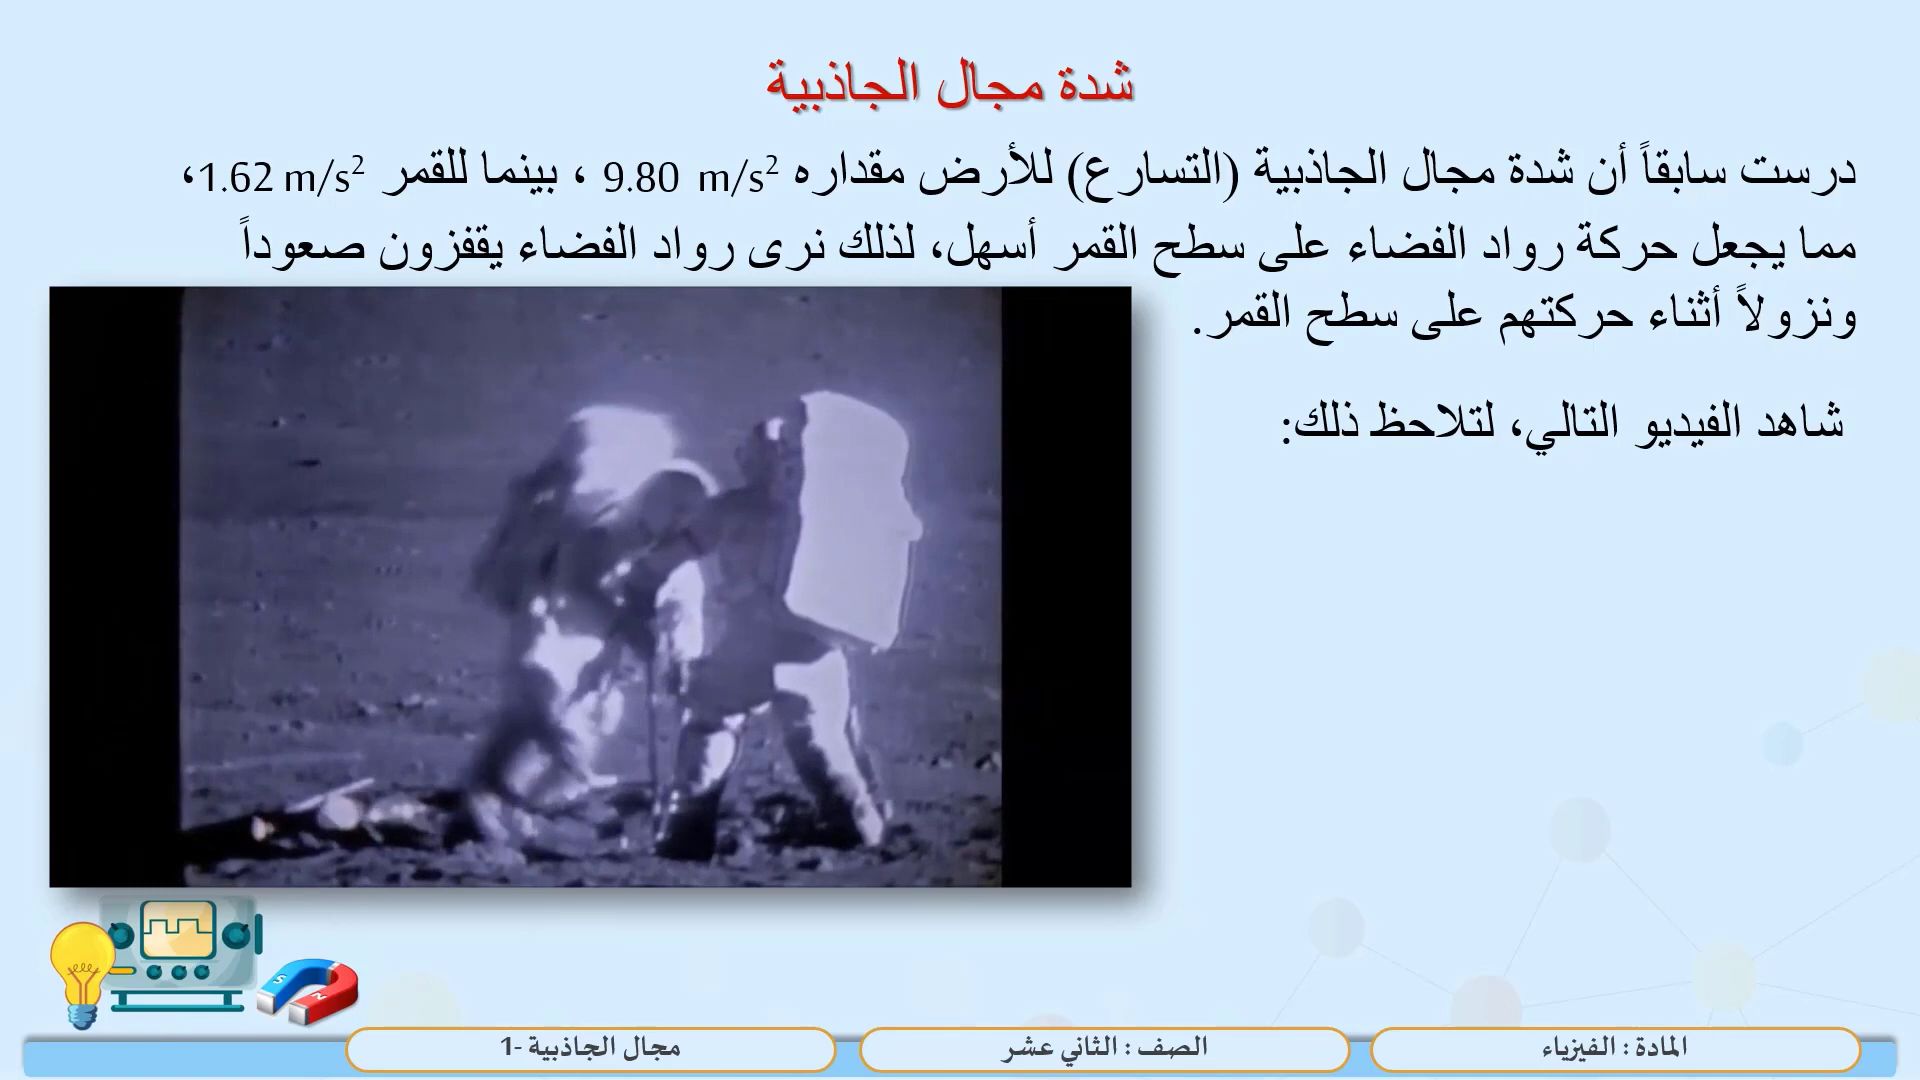 شدة مجال الجاذبية
درست سابقاً أن شدة مجال الجاذبية (التسارع) للأرض مقداره 9.80 m/s² ، بينما للقمر 1.62 m/s²،
مما يجعل حركة رواد الفضاء على سطح القمر أسهل، لذلك نرى رواد الفضاء يقفزون صعوداً
ونزولاً أثناء حركتهم على سطح القمر.
شاهد الفيديو التالي، لتلاحظ ذلك:
S
N
المادة : الفيزياء
الصف : الثاني عشر
مجال الجاذبية -1